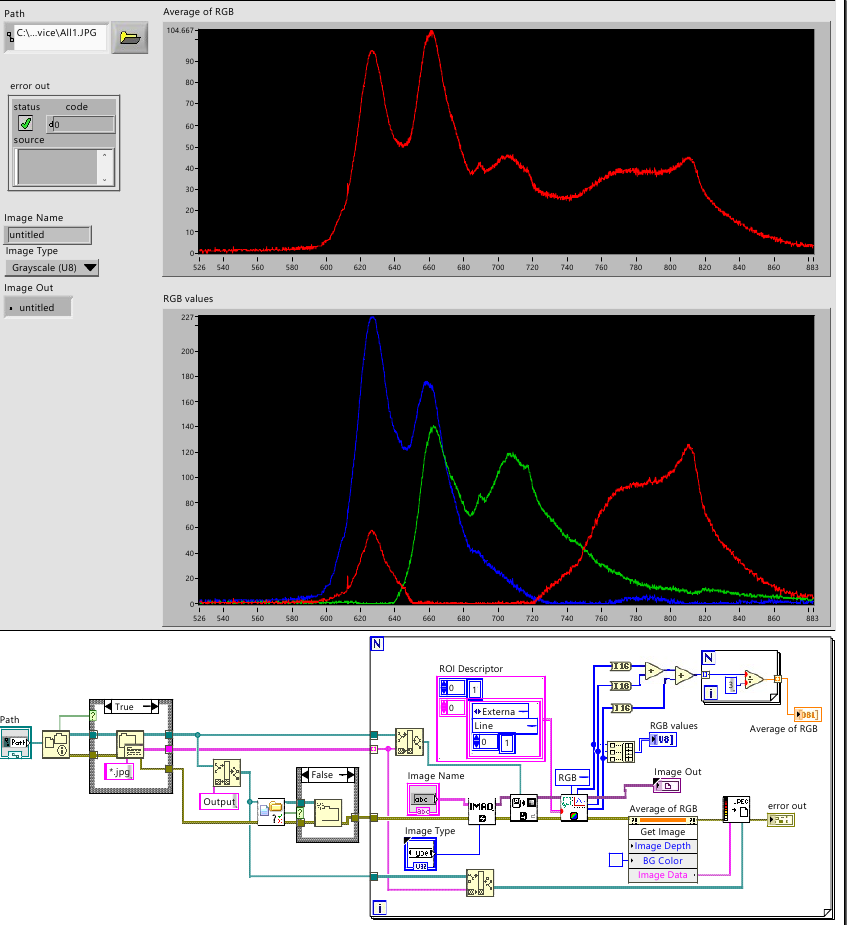 Path
C:\...vice\All1.JPG
error out
status code
0
source
Image Name
untitled
Image Type
Grayscale (U8)
Image Out
untitled
Average of RGB
104.667
90
80
70
60
50
40
30
20
10
0
526 540 560 580 600 620 640 660 680 700 720 740 760 780 800 820 840 860 883
RGB values
227
200
180
160
140
120
100
80
60
40
20
0
526 540 560 580 600 620 640 660 680 700 720 740 760 780 800 820 840 860 883
Path
Path
True
*.jpg
Output
False
N
ROI Descriptor
0 1
0
Externa
Line
0 1
I16
I16
I16
N
i
DBL
Average of RGB
RGB values
U8
RGB
Image Out
Image Name
abc
abc
IMAQ
Image Type
U32
Average of RGB
Get Image
Image Depth
BG Color
Image Data
error out
i